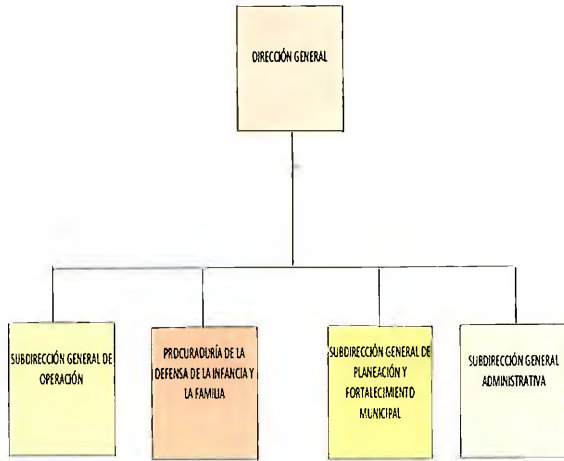 DIRECCIÓN GENERAL
SUBDIRECCIÓN GENERAL DE
OPERACIÓN
PROCURADURÍA DE LA
DEFENSA DE LA INFANCIA Y
LA FAMILIA
SUBDIRECCIÓN GENERAL DE
PLANEACIÓN Y
FORTALECIMIENTO
MUNICIPAL
SUBDIRECCIÓN GENERAL
ADMINISTRATIVA